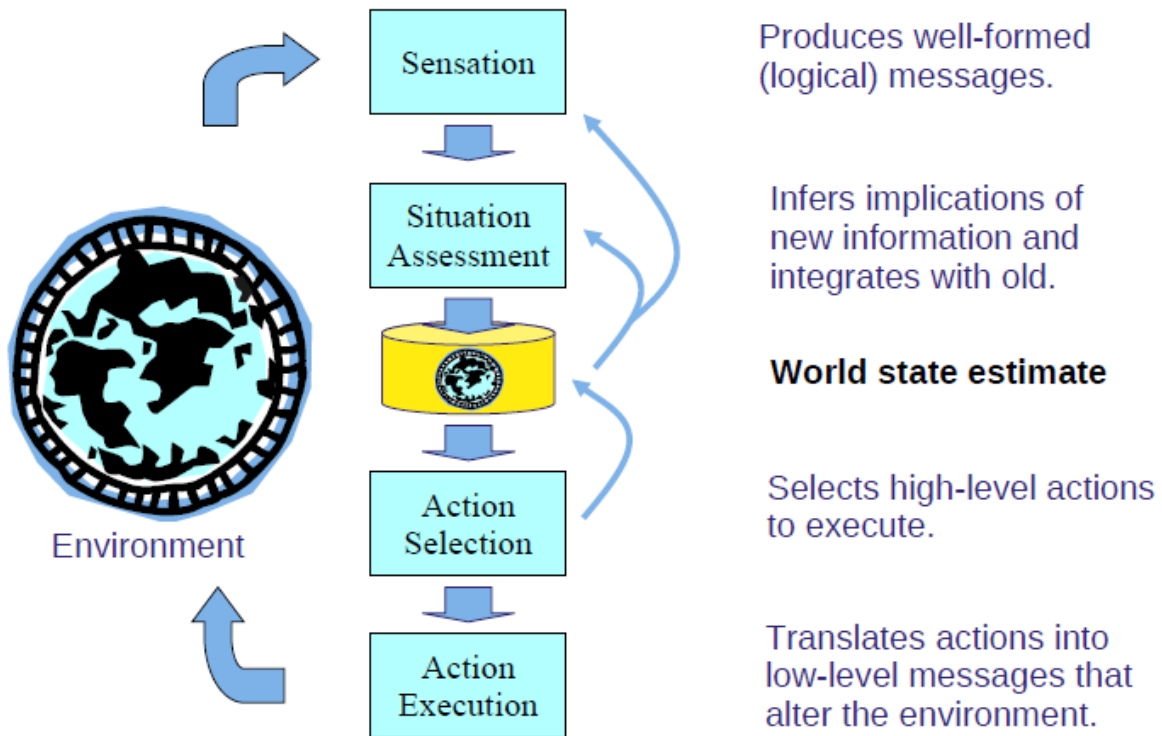 Sensation
Produces well-formed
(logical) messages.
Situation
Assessment
Infers implications of
new information and
integrates with old.
World state estimate
Environment
Action
Selection
Selects high-level actions
to execute.
Action
Execution
Translates actions into
low-level messages that
alter the environment.